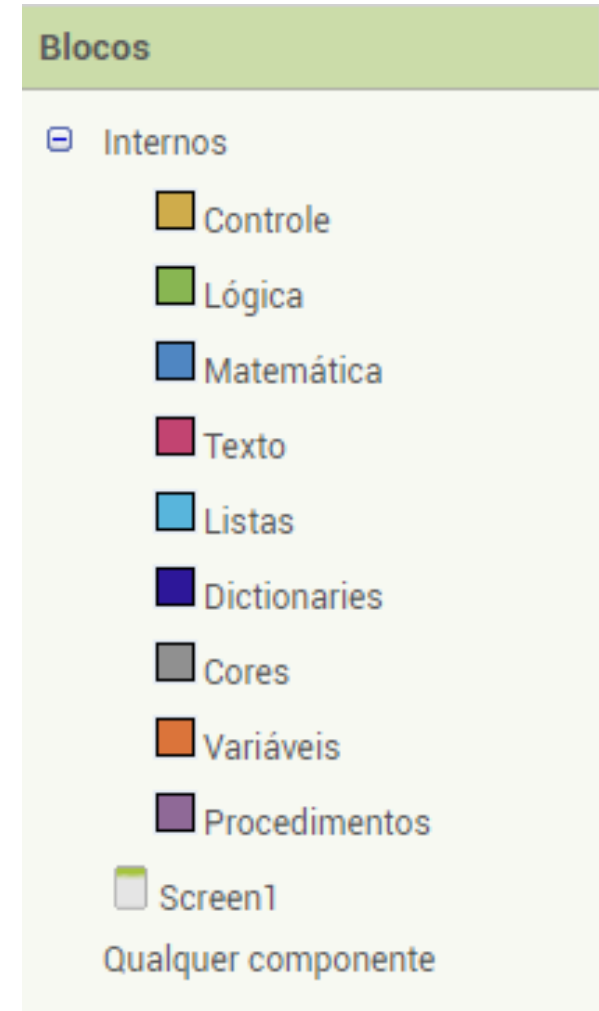 Blocos
Internos
Controle
Lógica
Matemática
Texto
Listas
Dictionaries
Cores
Variáveis
Procedimentos
Screen1
Qualquer componente